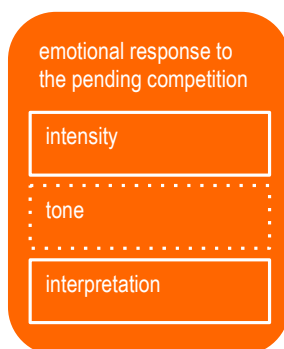 emotional response to
the pending competition
intensity
tone
interpretation